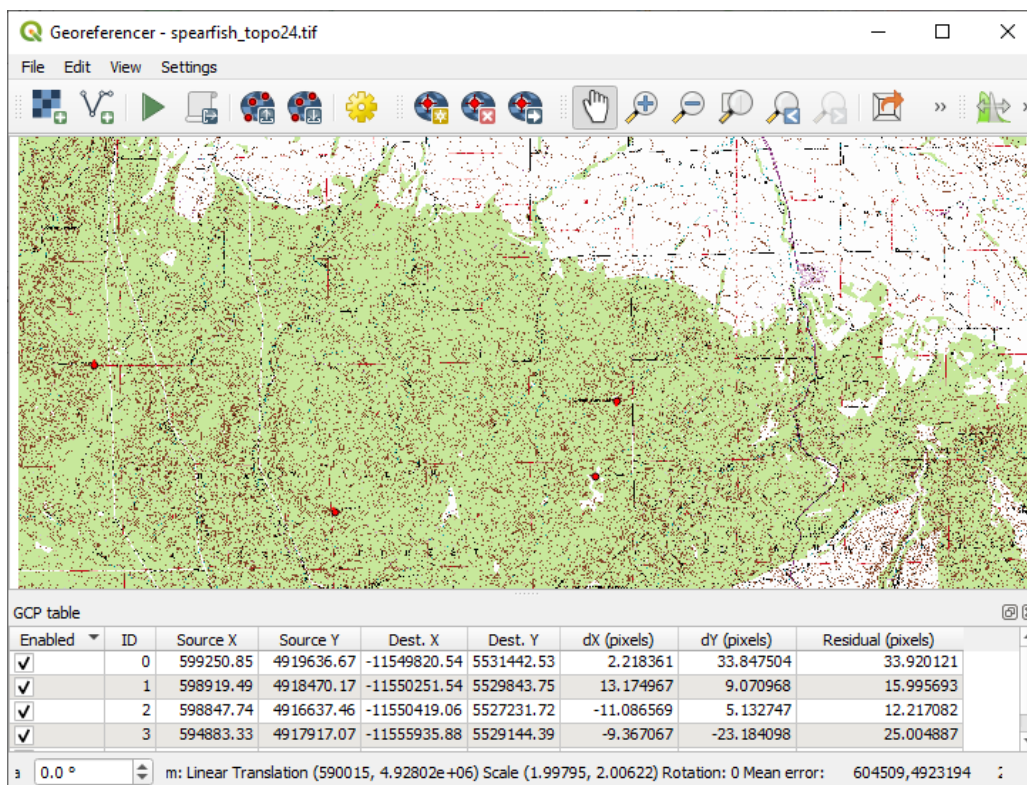 Georeferencer - spearfish_topo24.tif
File Edit View Settings
»
GCP table
Enabled ID Source X Source Y Dest. X Dest. Y dX (pixels) dY (pixels) Residual (pixels)
0 599250.85 4919636.67 -11549820.54 5531442.53 2.218361 33.847504 33.920121
1 598919.49 4918470.17 -11550251.54 5529843.75 13.174967 9.070968 15.995693
2 598847.74 4916637.46 -11550419.06 5527231.72 -11.086569 5.132747 12.217082
3 594883.33 4917917.07 -11555935.88 5529144.39 -9.367067 -23.184098 25.004887
0.0 ° m: Linear Translation (590015, 4.92802e+06) Scale (1.99795, 2.00622) Rotation: 0 Mean error: 604509,4923194